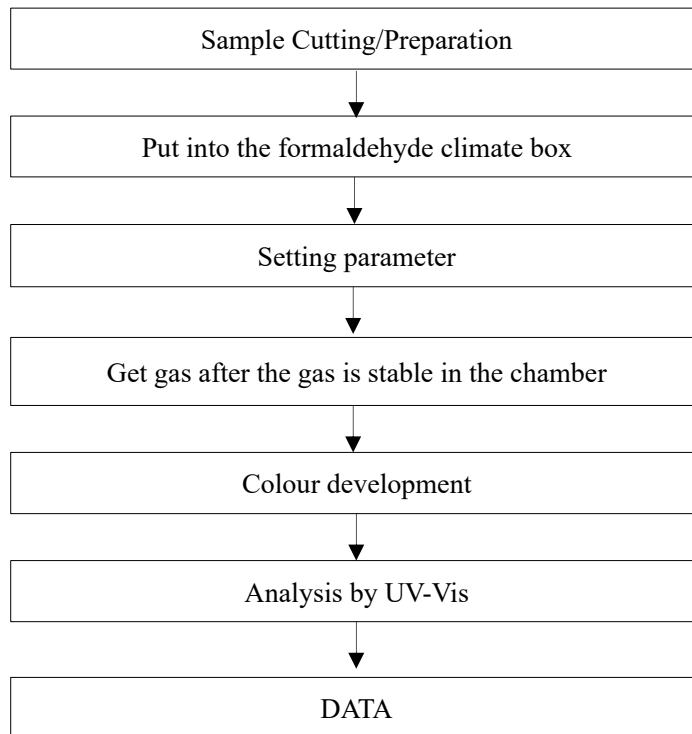 Sample Cutting/Preparation
Put into the formaldehyde climate box
Setting parameter
Get gas after the gas is stable in the chamber
Colour development
Analysis by UV-Vis
DATA